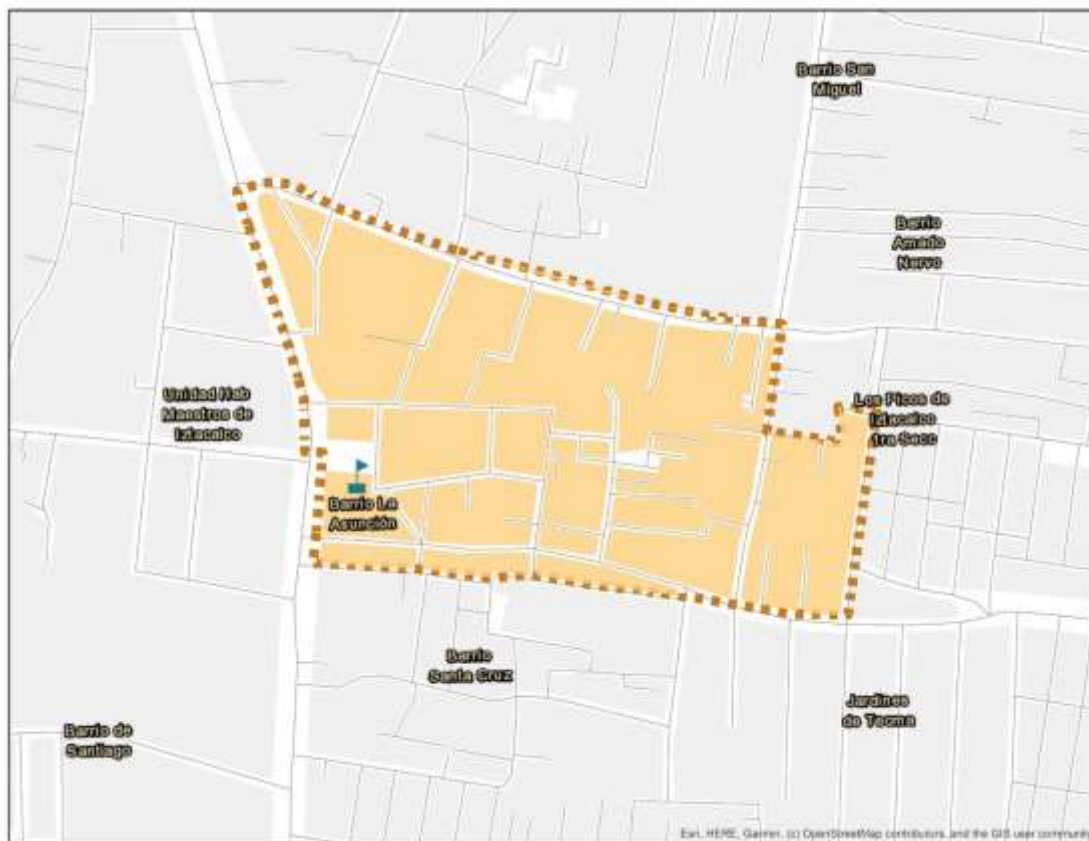 Barrio San
Miguel
Barrio
Amado
Nervo
Unidad Hab
Maestros de
Iztacalco
Los Picos de
Iztacalco
1ra Secc
Barrio La
Asunción
Barrio
Santa Cruz
Jardines
de Tecma
Barrio de
Santiago
Esri, HERE, Garmin, (c) OpenStreetMap contributors, and the GIS user community